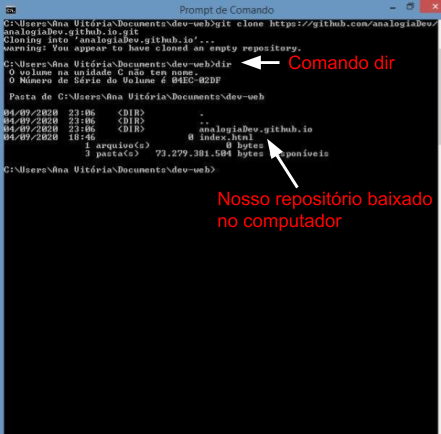 Prompt de Comando
C:\Users\Ana Vitória\Documents\dev-web>git clone https://github.com/analogiaDev/
analogiaDev.github.io.git
Cloning into 'analogiaDev.github.io'...
warning: You appear to have cloned an empty repository.
C:\Users\Ana Vitória\Documents\dev-web>dir
Comando dir
O volume na unidade C não tem nome.
O Número de Série do Volume é 04EC-02DF
Pasta de C:\Users\Ana Vitória\Documents\dev-web
04/09/2020 23:06 <DIR> .
04/09/2020 23:06 <DIR> ..
04/09/2020 23:06 <DIR> analogiaDev.github.io
04/09/2020 18:46 0 index.html
1 arquivo(s) 0 bytes
3 pasta(s) 73.279.381.504 bytes disponíveis
C:\Users\Ana Vitória\Documents\dev-web>
Nosso repositório baixado
no computador